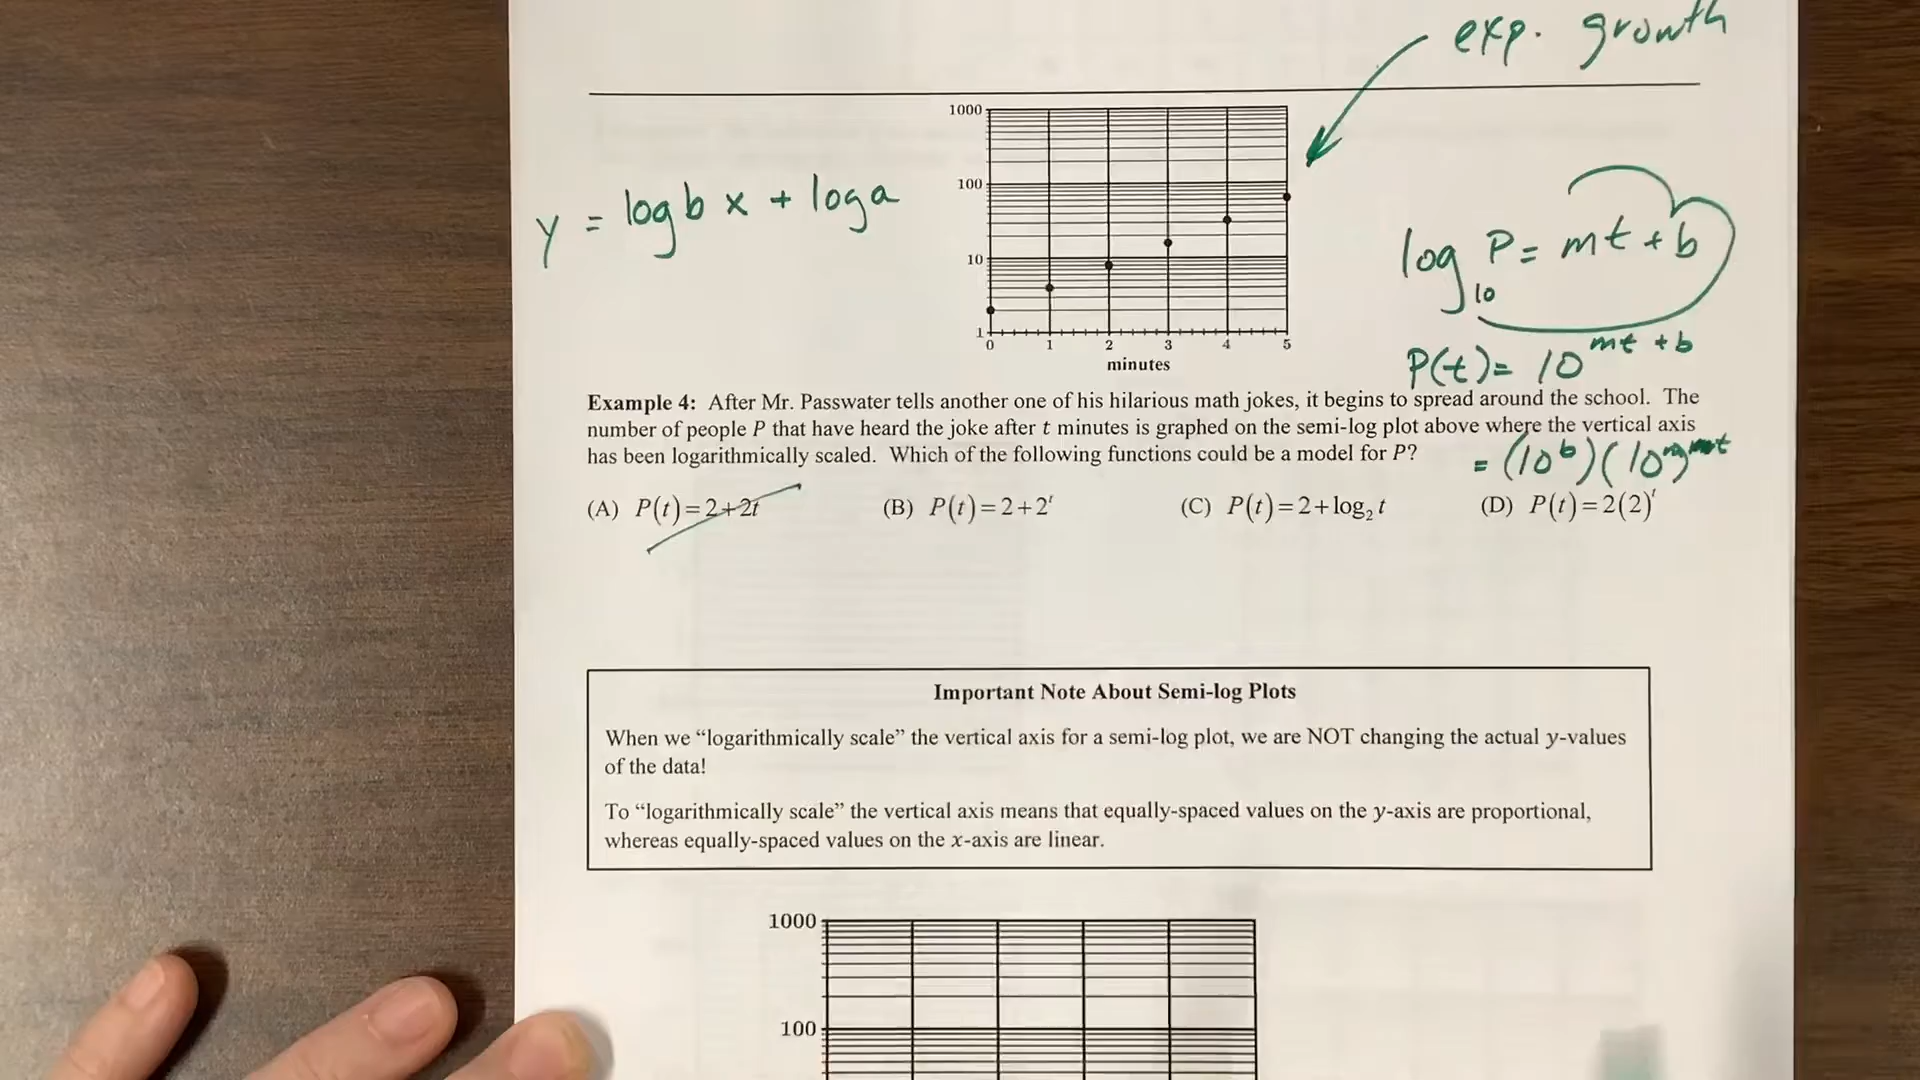 exp. growth
1000
100
10
1
0 1 2 3 4 5
minutes
y = log b x + log a
log₁₀ P = mt + b
P(t) = 10^(mt + b)
Example 4: After Mr. Passwater tells another one of his hilarious math jokes, it begins to spread around the school. The
number of people P that have heard the joke after t minutes is graphed on the semi-log plot above where the vertical axis
has been logarithmically scaled. Which of the following functions could be a model for P?
= (10^b)(10^mt
(A) P(t) = 2 + 2t (B) P(t) = 2 + 2^t (C) P(t) = 2 + log₂ t (D) P(t) = 2(2)^t
Important Note About Semi-log Plots
When we “logarithmically scale” the vertical axis for a semi-log plot, we are NOT changing the actual y-values
of the data!
To “logarithmically scale” the vertical axis means that equally-spaced values on the y-axis are proportional,
whereas equally-spaced values on the x-axis are linear.
1000
100